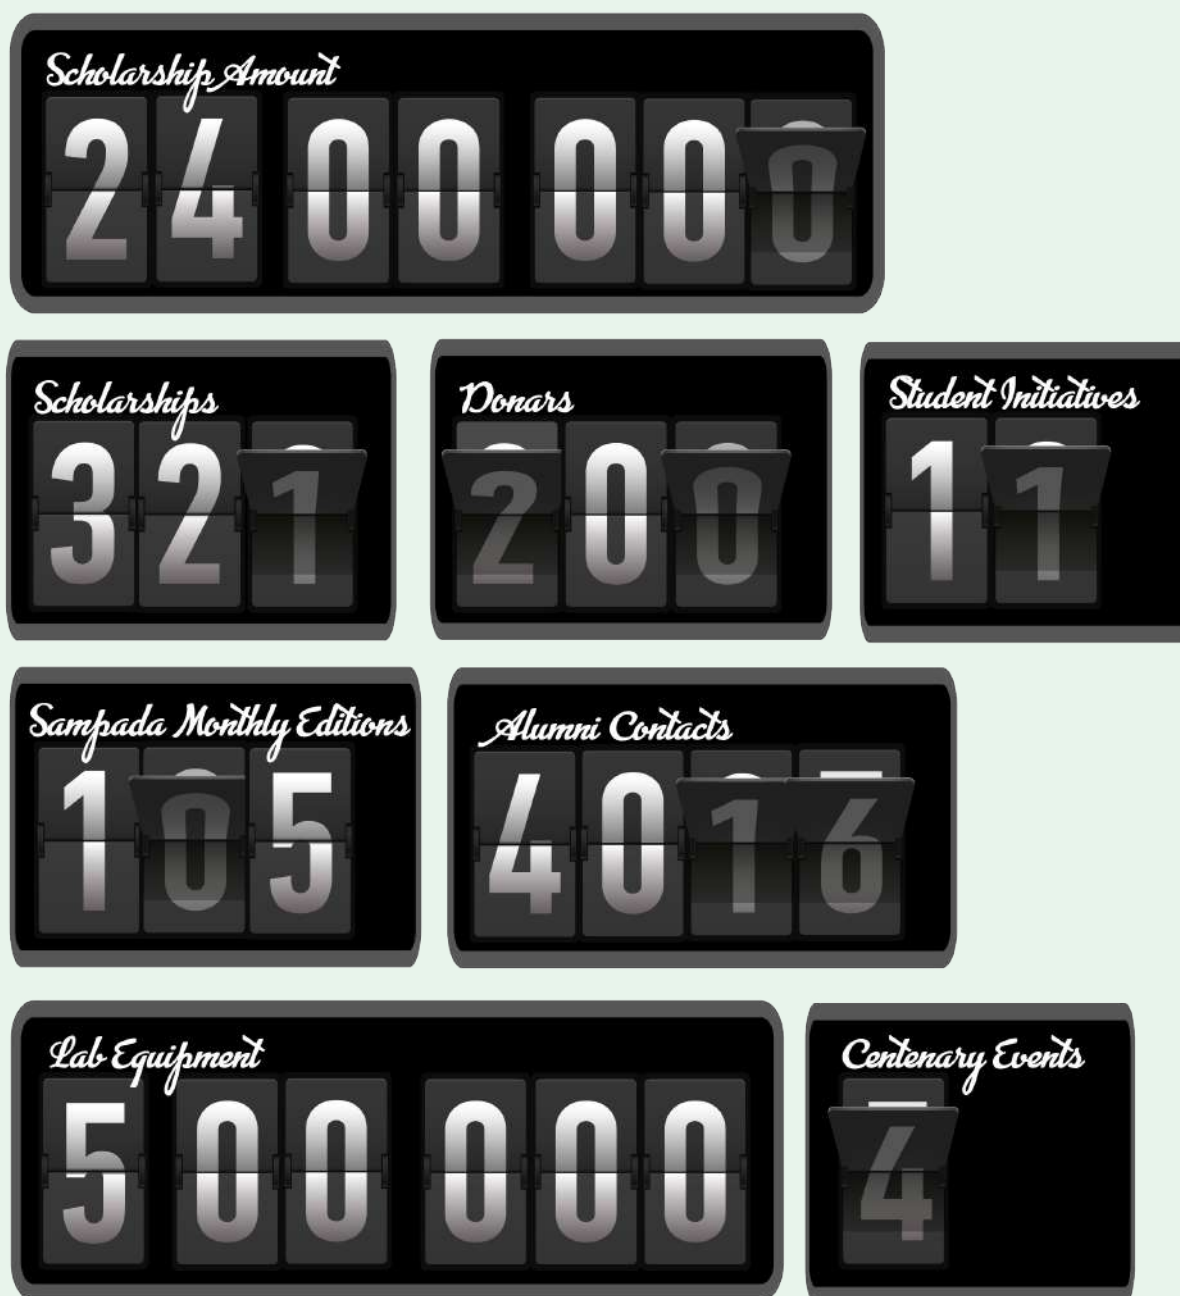 Scholarship Amount
24 00 000
Scholarships
321
Donars
200
Student Initiatives
11
Sampada Monthly Editions
105
Alumni Contacts
4016
Lab Equipment
5 00 000
Centenary Events
4